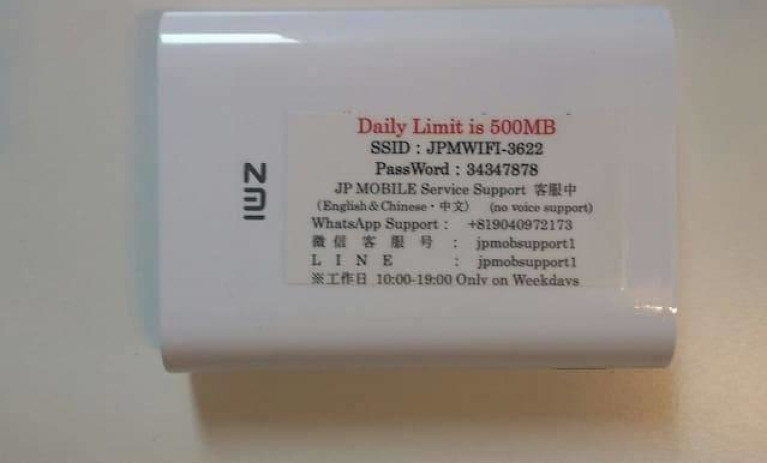 ZMI
Daily Limit is 500MB
SSID : JPMWIFI-3622
PassWord : 34347878
JP MOBILE Service Support 客服中
(English & Chinese・中文) (no voice support)
WhatsApp Support : +819040972173
微信客服号 : jpmobsupport1
LINE : jpmobsupport1
※工作日 10:00-19:00 Only on Weekdays